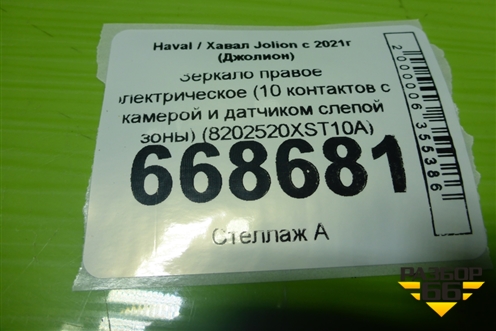 Haval / Хавал Jolion с 2021г
(Джолион)
Зеркало правое
электрическое (10 контактов с
камерой и датчиком слепой
зоны) (8202520XST10A)
668681
Стеллаж А
2000006355386
РАЗБОР
66